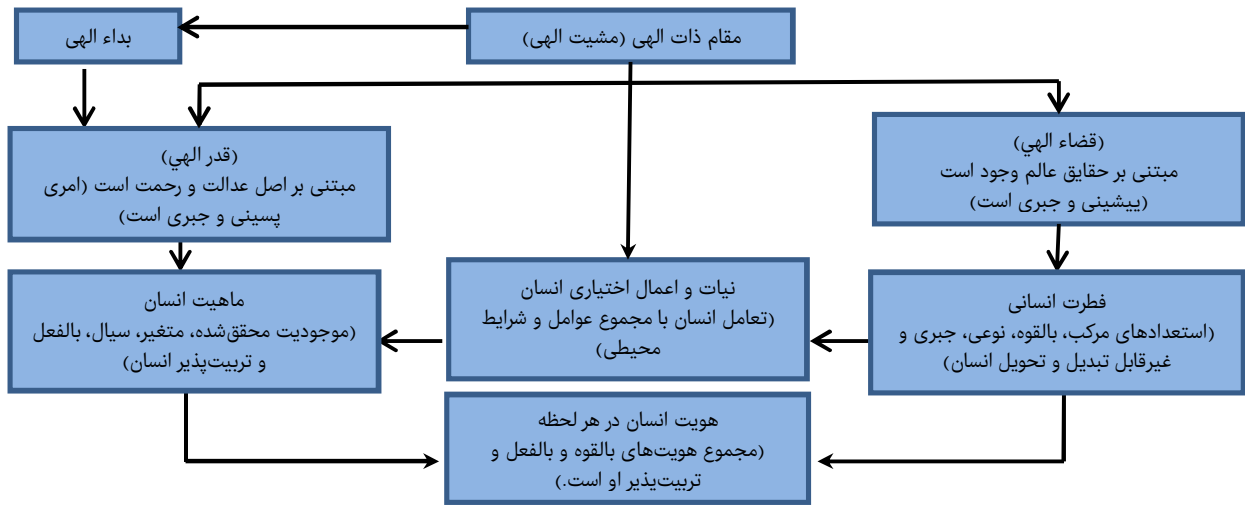 مقام ذات الهی (مشیت الهی)
بداء الهی
(قضاء الهي)
مبتنی بر حقایق عالم وجود است
(پیشینی و جبری است)
(قدر الهي)
مبتنی بر اصل عدالت و رحمت است (امری
پسینی و جبری است)
فطرت انسانی
(استعدادهای مرکب، بالقوه، نوعی، جبری و
غیرقابل تبدیل و تحویل انسان)
نیات و اعمال اختیاری انسان
(تعامل انسان با مجموع عوامل و شرایط
محیطی)
ماهیت انسان
(موجودیت محقق‌شده، متغیر، سیال، بالفعل
و تربیت‌پذیر انسان)
هویت انسان در هر لحظه
(مجموع هویت‌های بالقوه و بالفعل و
تربیت‌پذیر او است.)